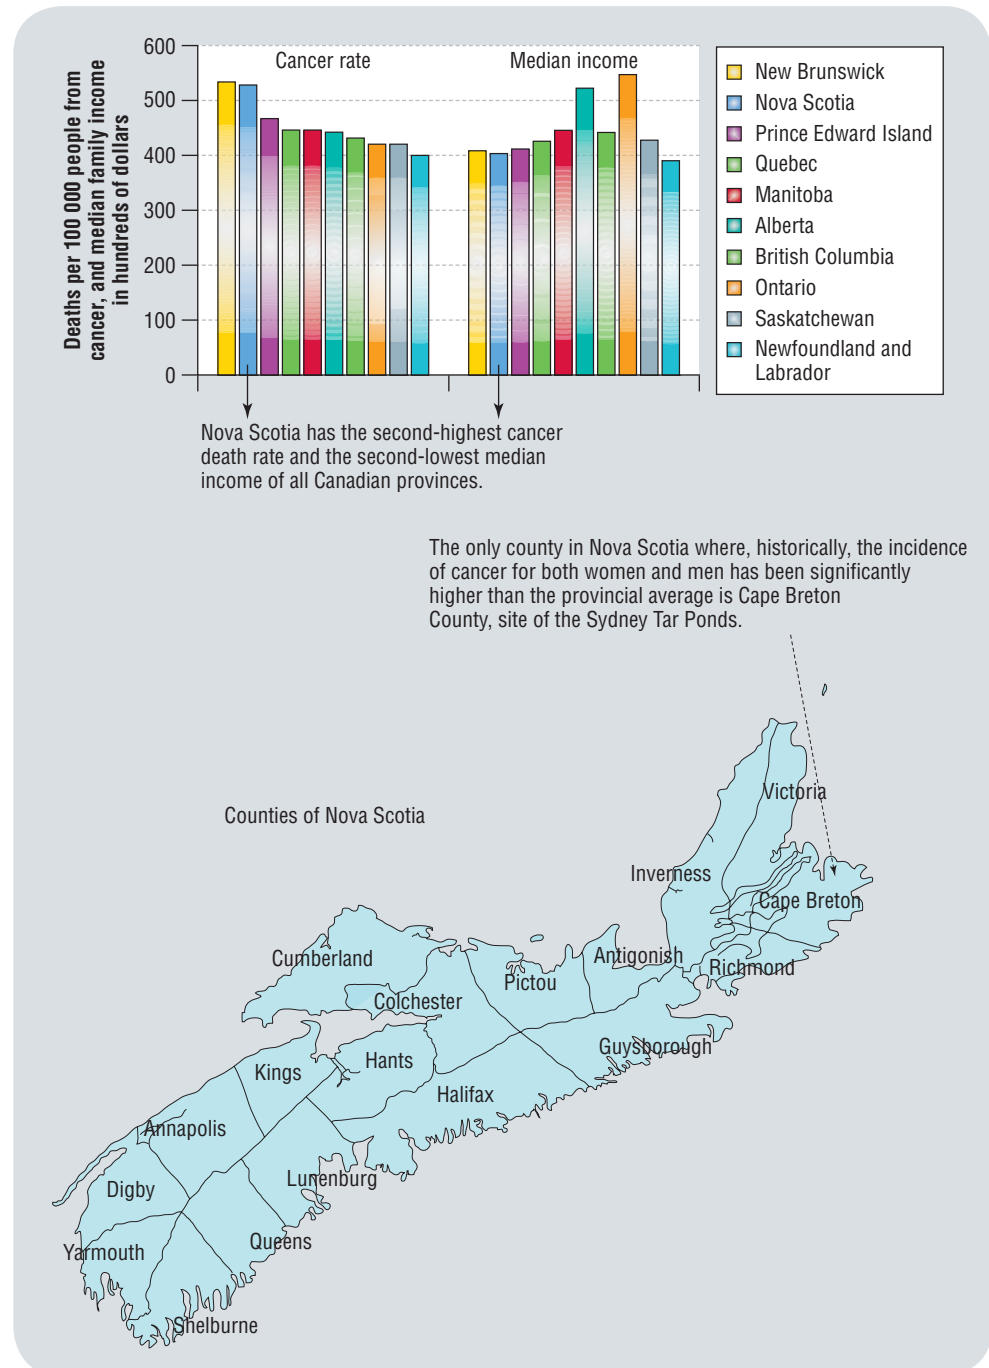 Deaths per 100 000 people from
cancer, and median family income
in hundreds of dollars
600
500
400
300
200
100
0
Cancer rate
Median income
New Brunswick
Nova Scotia
Prince Edward Island
Quebec
Manitoba
Alberta
British Columbia
Ontario
Saskatchewan
Newfoundland and
Labrador
Nova Scotia has the second-highest cancer
death rate and the second-lowest median
income of all Canadian provinces.
The only county in Nova Scotia where, historically, the incidence
of cancer for both women and men has been significantly
higher than the provincial average is Cape Breton
County, site of the Sydney Tar Ponds.
Counties of Nova Scotia
Victoria
Inverness
Cape Breton
Cumberland
Antigonish
Richmond
Pictou
Colchester
Guysborough
Hants
Kings
Halifax
Annapolis
Lunenburg
Digby
Queens
Yarmouth
Shelburne